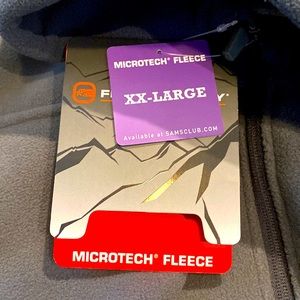 MICROTECH® FLEECE
XX-LARGE
Available at SAMSCLUB.COM
MICROTECH® FLEECE